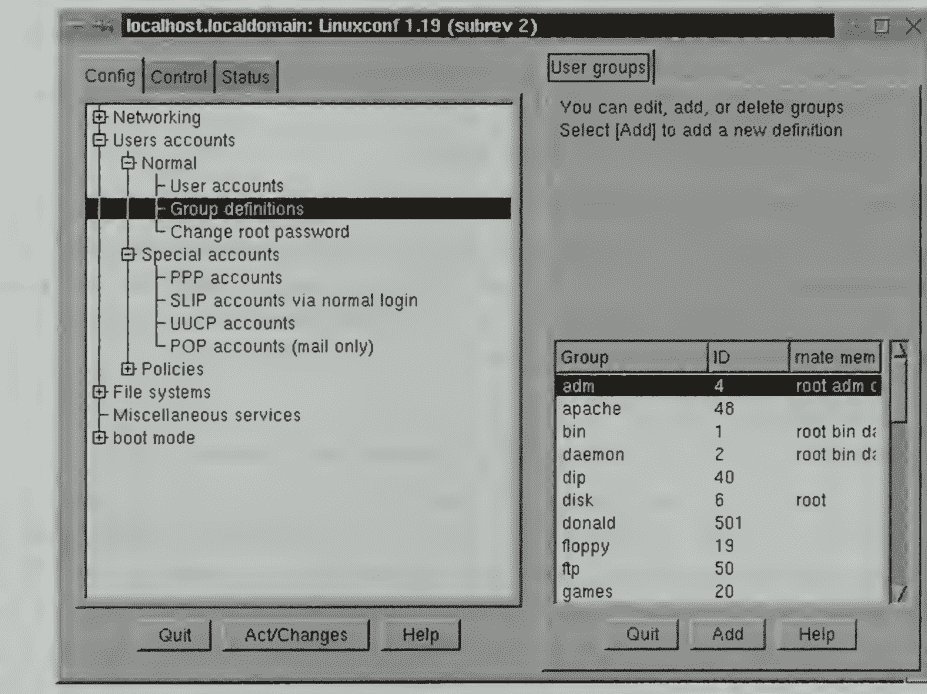 localhost.localdomain: Linuxconf 1.19 (subrev 2)
Config Control Status
Networking
Users accounts
Normal
User accounts
Group definitions
Change root password
Special accounts
PPP accounts
SLIP accounts via normal login
UUCP accounts
POP accounts (mail only)
Policies
File systems
Miscellaneous services
boot mode
Quit Act/Changes Help
User groups
You can edit, add, or delete groups
Select [Add] to add a new definition
Group ID rnate mem
adm 4 root adm
apache 48
bin 1 root bin
daemon 2 root bin
dip 40
disk 6 root
donald 501
floppy 19
ftp 50
games 20
Quit Add Help